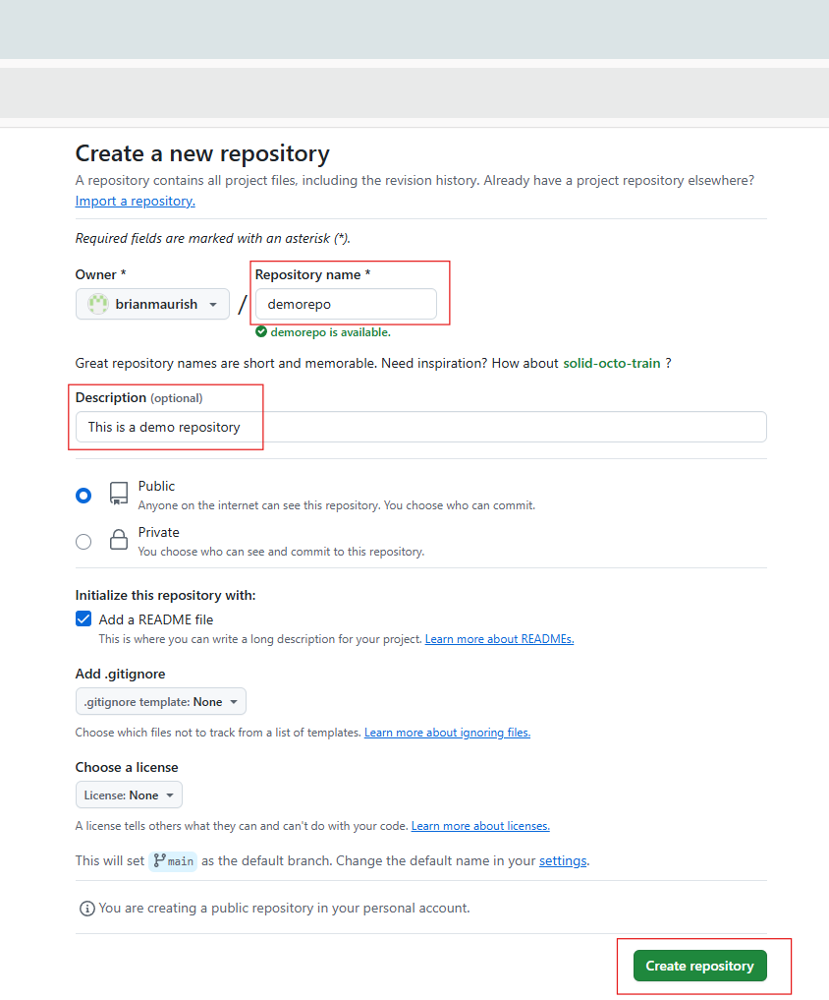 Create a new repository
A repository contains all project files, including the revision history. Already have a project repository elsewhere?
Import a repository.
Required fields are marked with an asterisk (*).
Owner *
Repository name *
brianmaurish
/
demorepo
demorepo is available.
Great repository names are short and memorable. Need inspiration? How about solid-octo-train ?
Description (optional)
This is a demo repository
Public
Anyone on the internet can see this repository. You choose who can commit.
Private
You choose who can see and commit to this repository.
Initialize this repository with:
Add a README file
This is where you can write a long description for your project. Learn more about READMEs.
Add .gitignore
.gitignore template: None
Choose which files not to track from a list of templates. Learn more about ignoring files.
Choose a license
License: None
A license tells others what they can and can't do with your code. Learn more about licenses.
This will set main as the default branch. Change the default name in your settings.
You are creating a public repository in your personal account.
Create repository